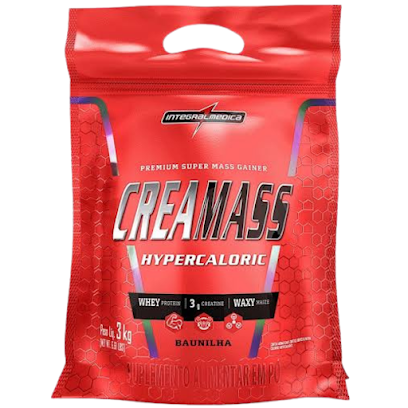 INTEGRALMEDICA
PREMIUM SUPER MASS GAINER
CREAMASS
HYPERCALORIC
WHEY PROTEIN 3g CREATINE WAXY MAIZE
Peso Líq. 3 kg
BAUNILHA
SUPLEMENTO ALIMENTAR EM PÓ